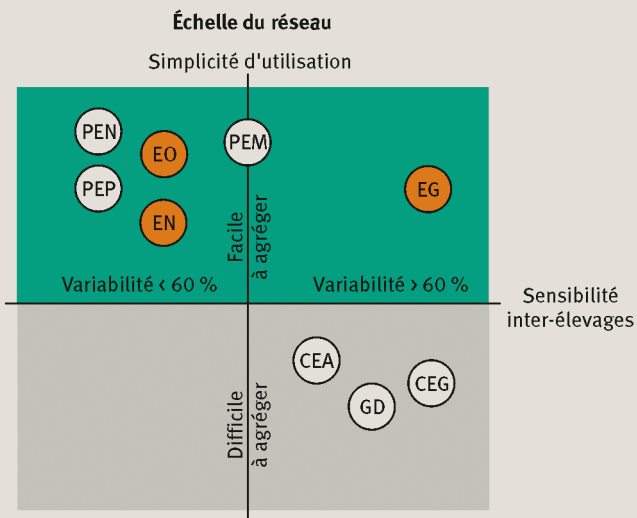 Échelle du réseau
Simplicité d'utilisation
PEN
EO
PEM
PEP
EG
EN
Facile
à agréger
Variabilité < 60 %
Variabilité > 60 %
Sensibilité
inter-élevages
CEA
CEG
GD
Difficile
à agréger